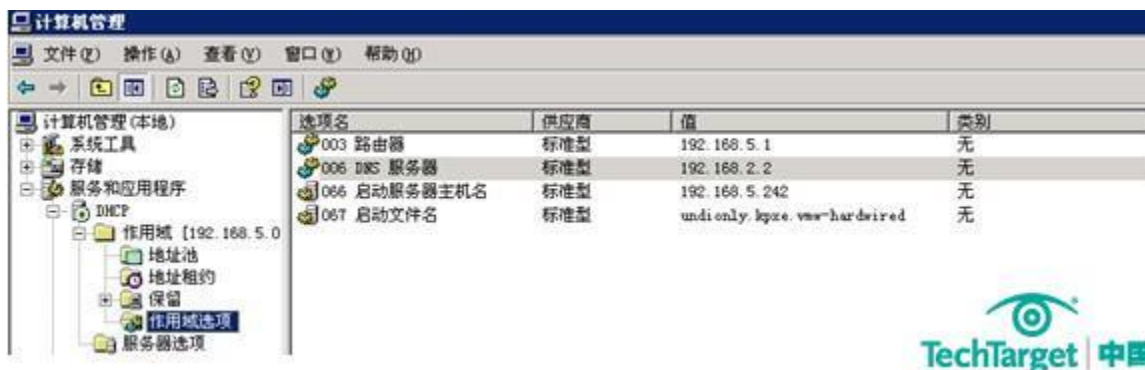 计算机管理
文件(F) 操作(A) 查看(V) 窗口(W) 帮助(H)
计算机管理(本地)
系统工具
存储
服务和应用程序
DHCP
作用域 [192.168.5.0
地址池
地址租约
保留
作用域选项
服务器选项
选项名 供应商 值 类别
003 路由器 标准型 192.168.5.1 无
006 DNS 服务器 标准型 192.168.2.2 无
066 启动服务器主机名 标准型 192.168.5.242 无
067 启动文件名 标准型 undionly.kpxe.vmw-hardwired 无
TechTarget 中国